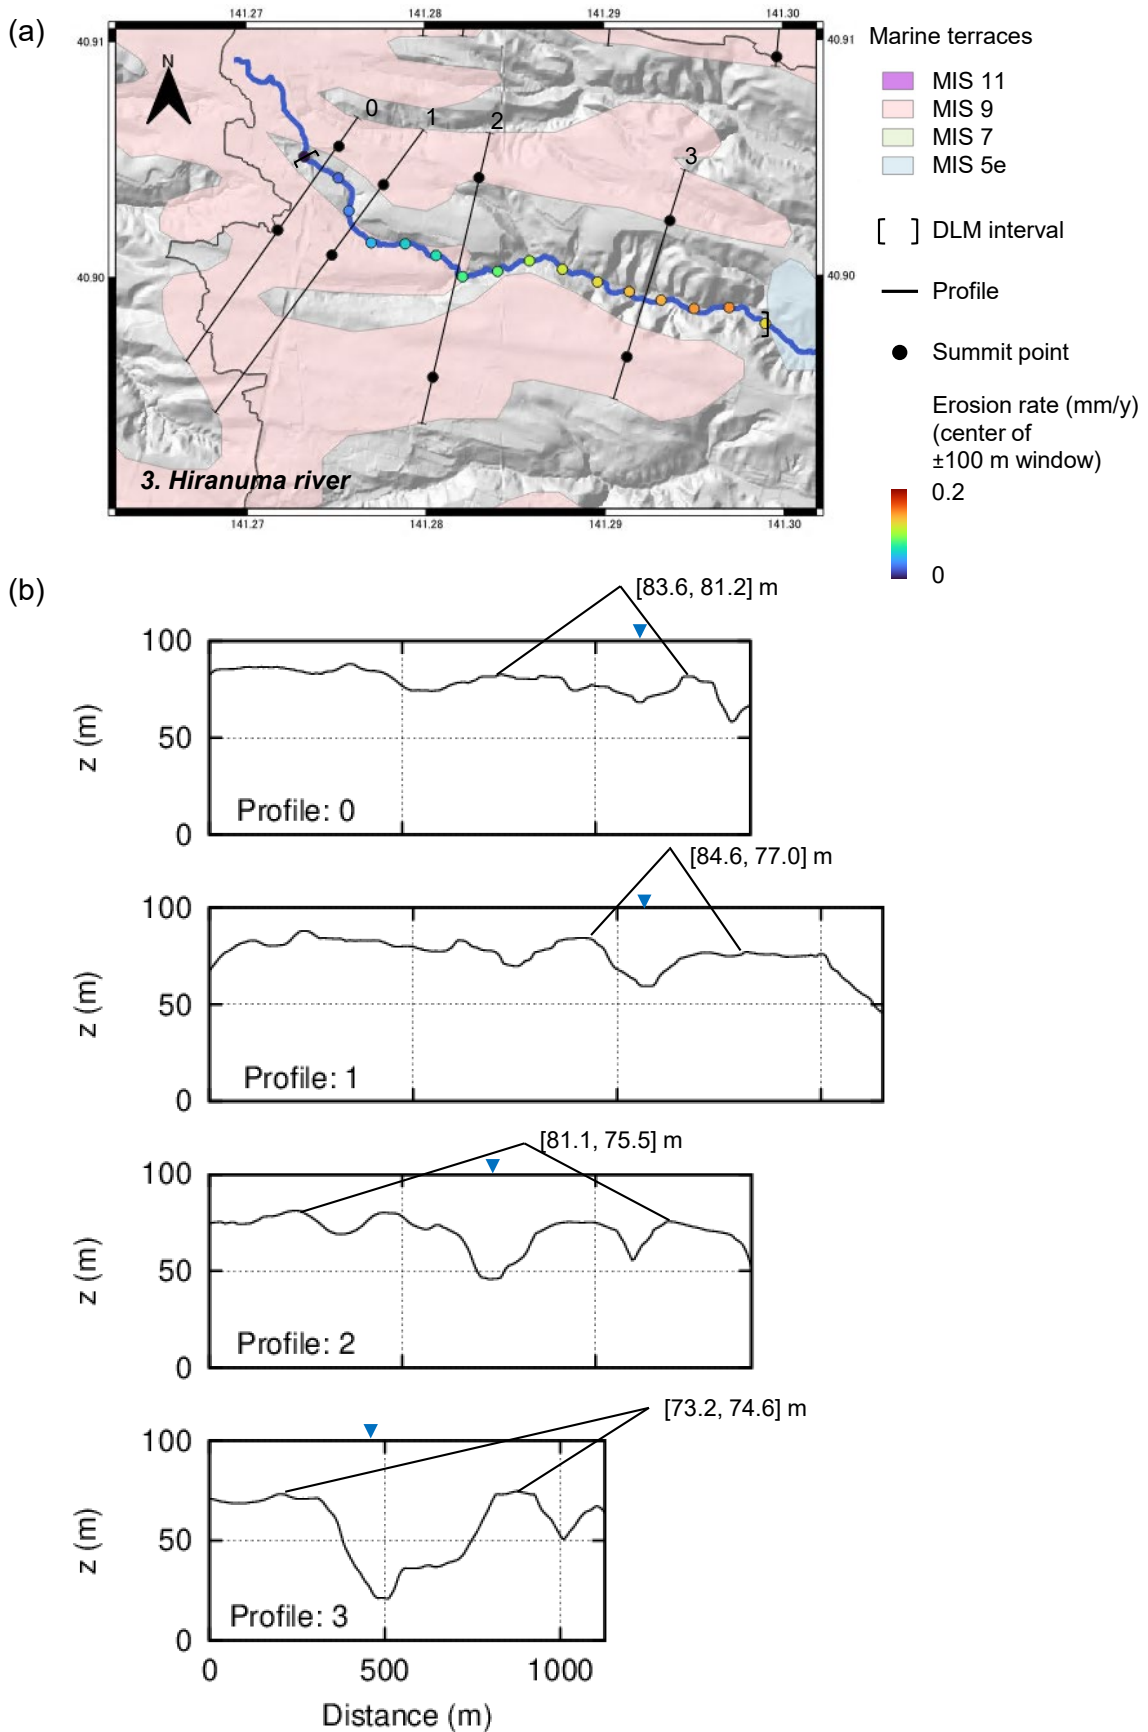 (a)
141.27 141.28 141.29 141.30
40.91 40.91
N
0
1
2
3
40.90 40.90
3. Hiranuma river
141.27 141.28 141.29 141.30
Marine terraces
MIS 11
MIS 9
MIS 7
MIS 5e
[ ] DLM interval
Profile
Summit point
Erosion rate (mm/y)
(center of
±100 m window)
0.2
0
(b)
[83.6, 81.2] m
100
50
0
z (m)
Profile: 0
[84.6, 77.0] m
100
50
0
z (m)
Profile: 1
[81.1, 75.5] m
100
50
0
z (m)
Profile: 2
[73.2, 74.6] m
100
50
0
z (m)
Profile: 3
0 500 1000
Distance (m)